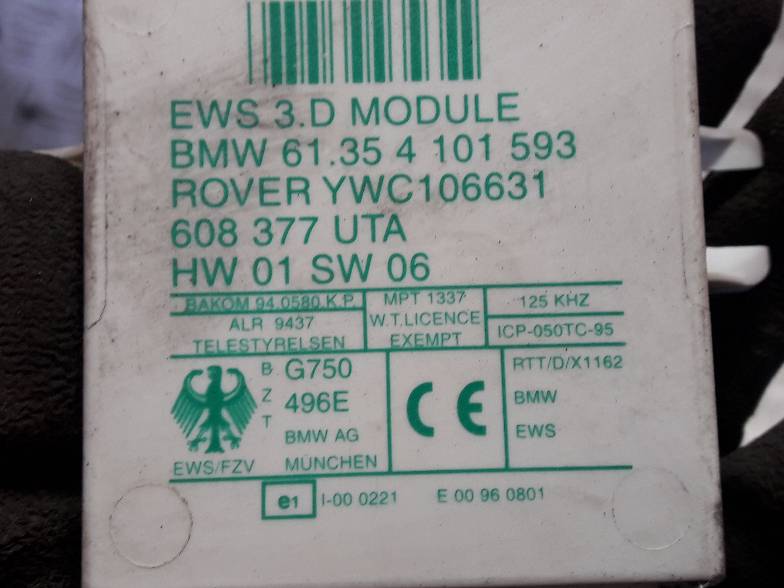 EWS 3.D MODULE
BMW 61.35 4 101 593
ROVER YWC106631
608 377 UTA
HW 01 SW 06
BAKOM 94.0580.K.P.
ALR 9437
TELESTYRELSEN
MPT 1337
W.T.LICENCE
EXEMPT
125 KHZ
ICP-050TC-95
EWS/FZV
B
Z
T
G750
496E
BMW AG
MÜNCHEN
CE
RTT/D/X1162
BMW
EWS
e1 I-00 0221 E 00 96 0801